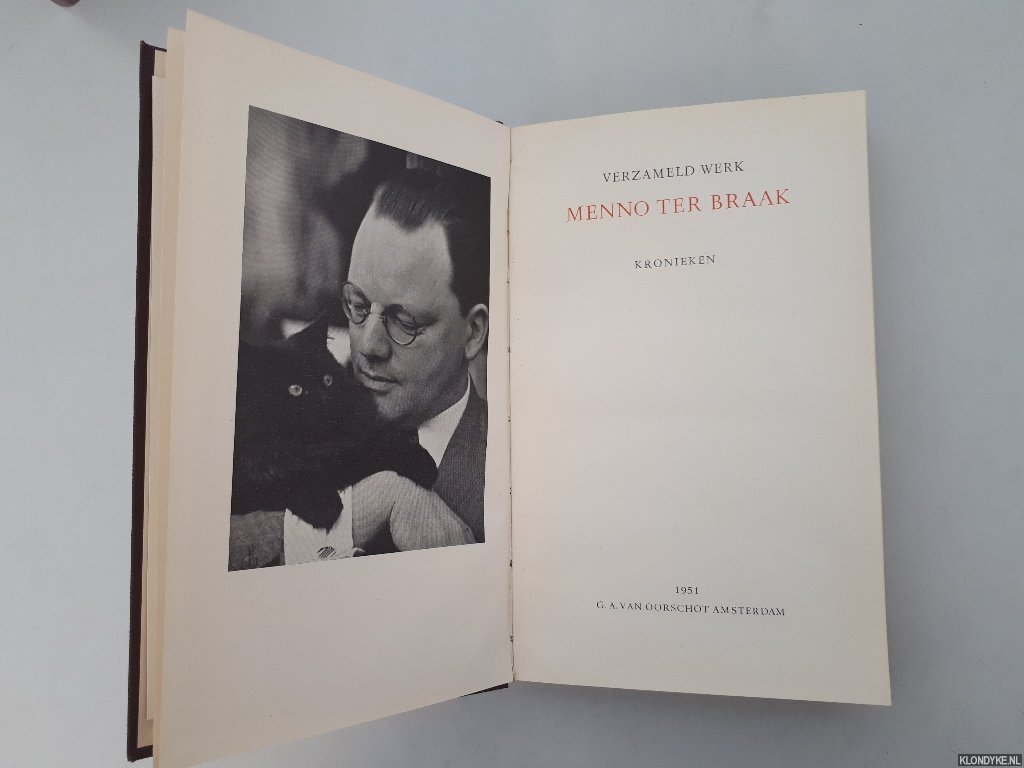 VERZAMELD WERK
MENNO TER BRAAK
KRONIEKEN
1951
G. A. VAN OORSCHOT AMSTERDAM
KLONDYKE.NL